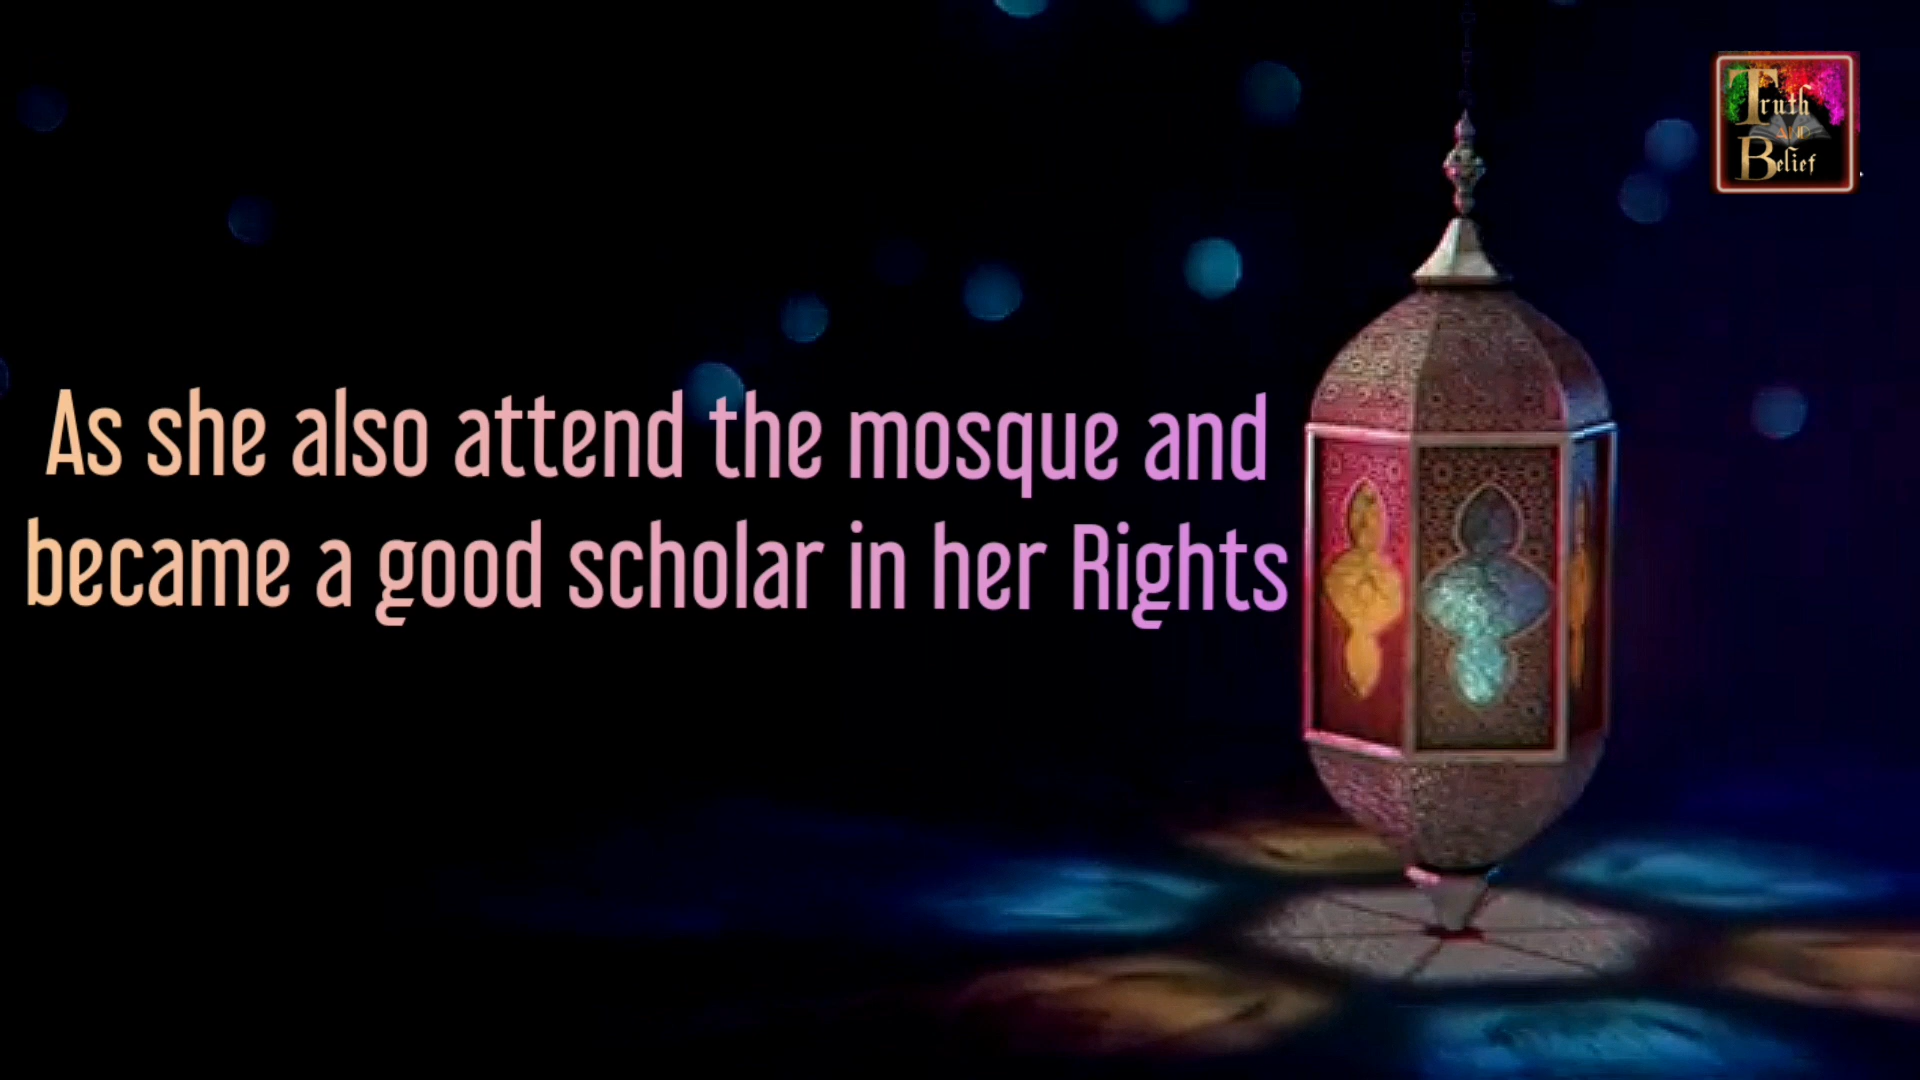 Truth
AND
Belief
As she also attend the mosque and
became a good scholar in her Rights